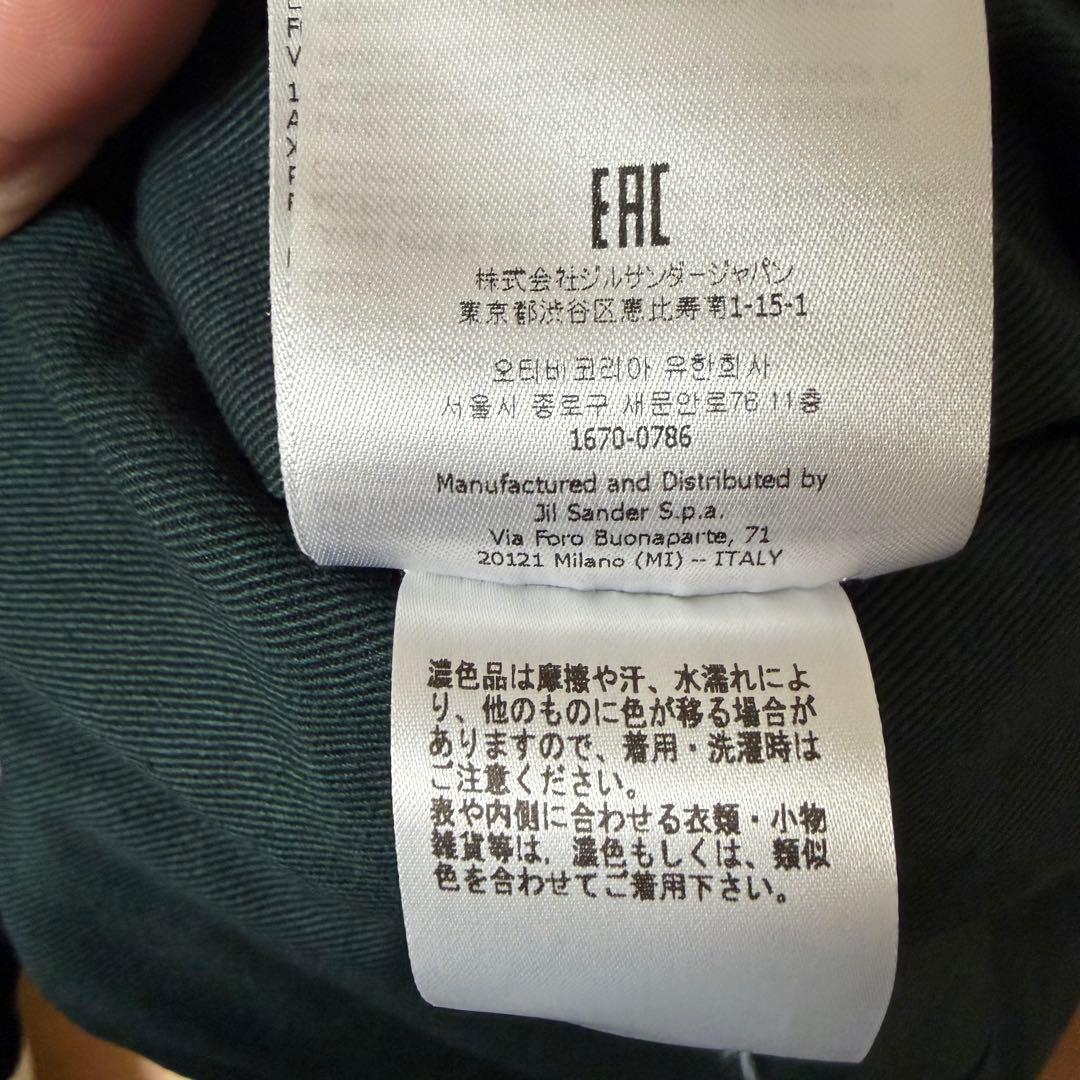 EAC
株式会社ジルサンダージャパン
東京都渋谷区恵比寿南1-15-1
오티비코리아 유한회사
서울시 종로구 새문안로76 11층
1670-0786
Manufactured and Distributed by
Jil Sander S.p.a.
Via Foro Buonaparte, 71
20121 Milano (MI) -- ITALY
濃色品は摩擦や汗、水濡れによ
り、他のものに色が移る場合が
ありますので、着用・洗濯時は
ご注意ください。
表や内側に合わせる衣類・小物
雑貨等は、濃色もしくは、類似
色を合わせてご着用下さい。